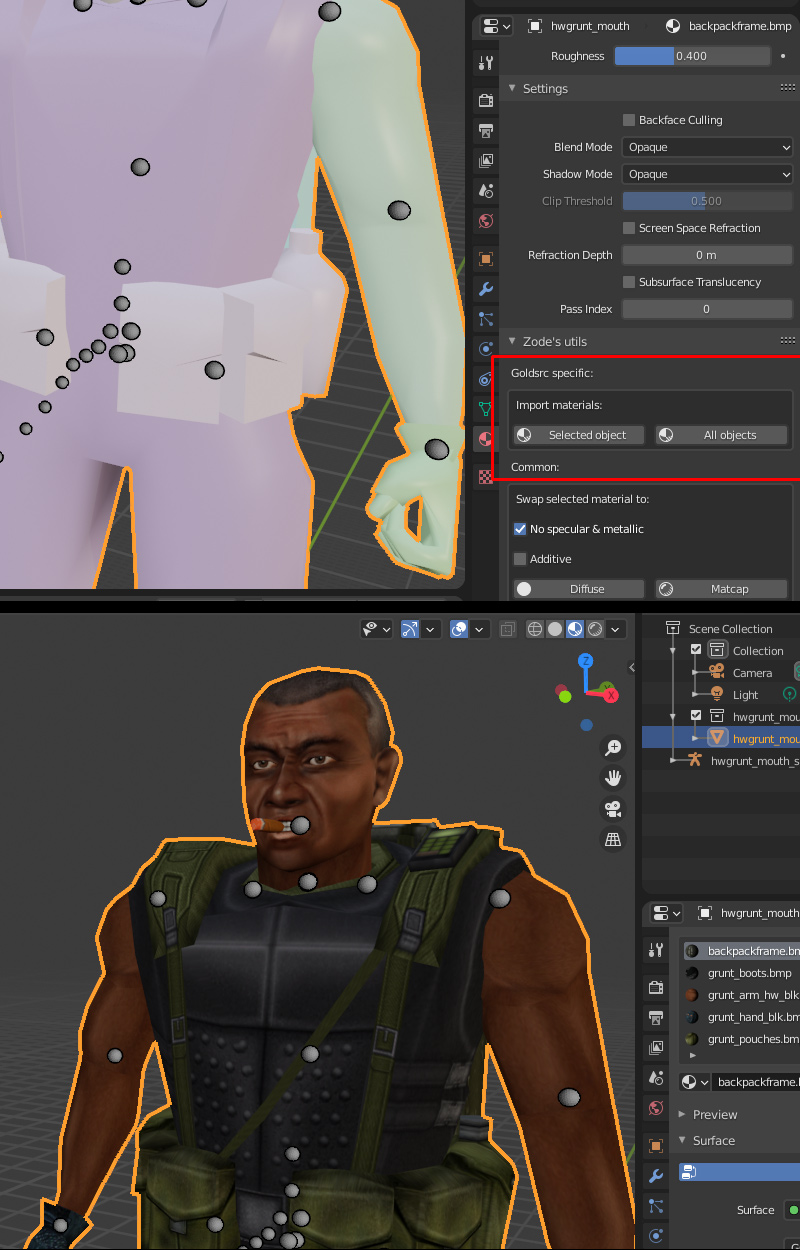 hwgrunt_mouth backpackframe.bmp
Roughness 0.400
Settings
Backface Culling
Blend Mode Opaque
Shadow Mode Opaque
Clip Threshold 0.500
Screen Space Refraction
Refraction Depth 0 m
Subsurface Translucency
Pass Index 0
Zode's utils
Goldsrc specific:
Import materials:
Selected object All objects
Common:
Swap selected material to:
No specular & metallic
Additive
Diffuse Matcap
Z
Y
X
Scene Collection
Collection
Camera
Light
hwgrunt_mou
hwgrunt_mou
hwgrunt_mouth_s
hwgrunt_mouth
backpackframe.bm
grunt_boots.bmp
grunt_arm_hw_blk
grunt_hand_blk.bm
grunt_pouches.bm
backpackframe.
Preview
Surface
Surface